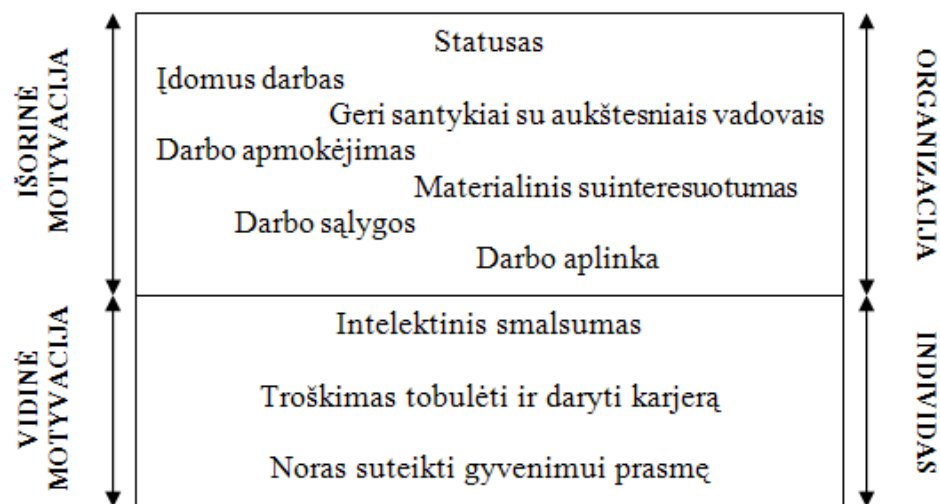 IŠORINĖ
MOTYVACIJA
Statusas
Įdomus darbas
Geri santykiai su aukštesniais vadovais
Darbo apmokėjimas
Materialinis suinteresuotumas
Darbo sąlygos
Darbo aplinka
ORGANIZACIJA
VIDINĖ
MOTYVACIJA
Intelektinis smalsumas
Troškimas tobulėti ir daryti karjerą
Noras suteikti gyvenimui prasmę
INDIVIDAS